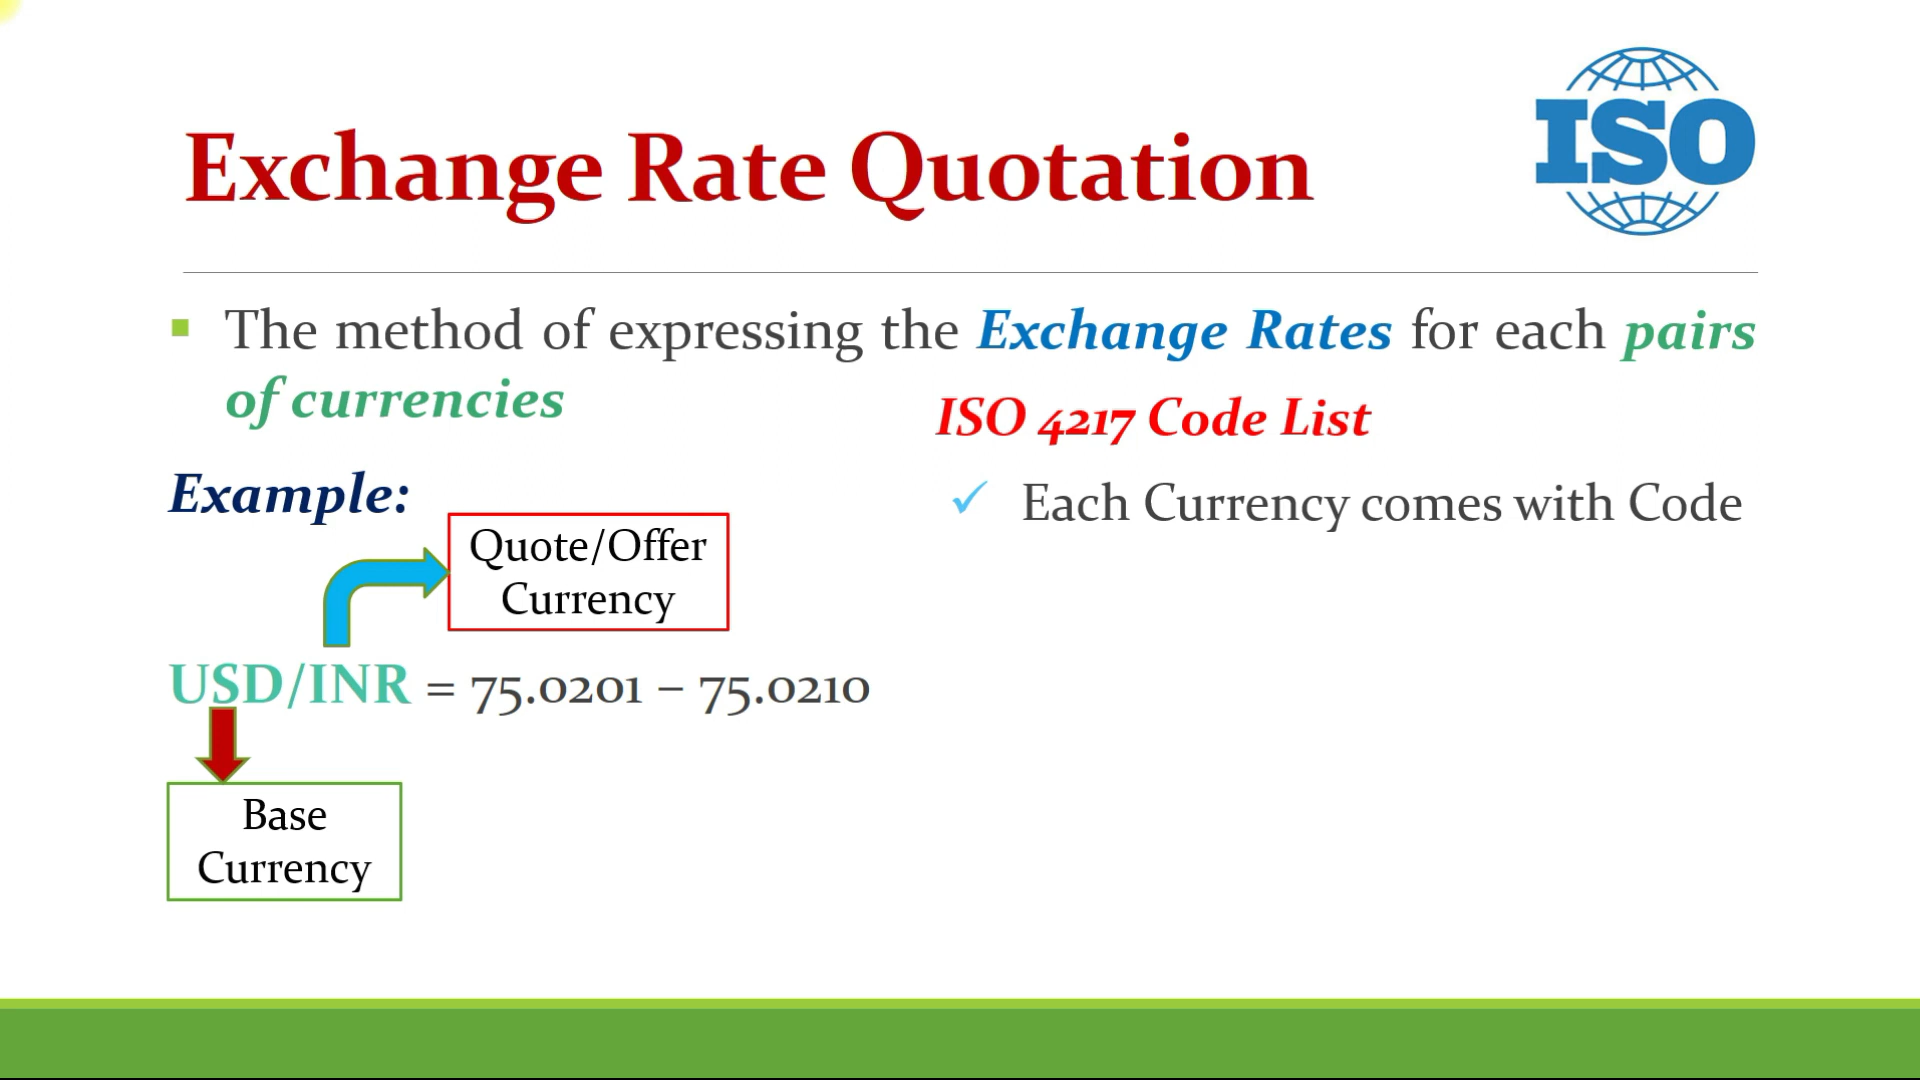 ISO
Exchange Rate Quotation
The method of expressing the Exchange Rates for each pairs
of currencies
ISO 4217 Code List
Each Currency comes with Code
Example:
Quote/Offer
Currency
USD/INR = 75.0201 – 75.0210
Base
Currency